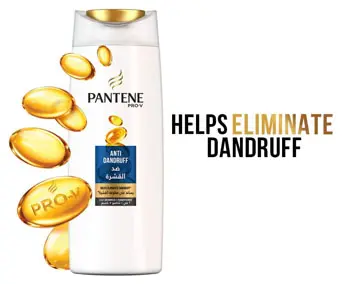 PANTENE
PRO-V
ANTI
DANDRUFF
ضد
القشرة
PRO-V
HELPS ELIMINATE
DANDRUFF